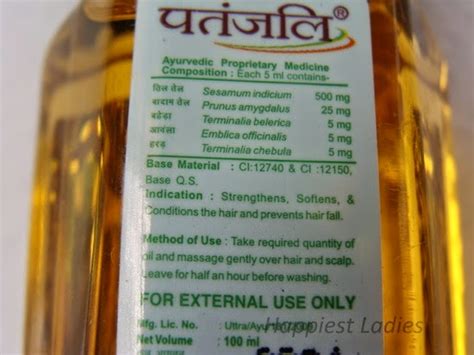 पतंजलि®
Ayurvedic Proprietary Medicine
Composition : Each 5 ml contains-
तिल तेल Sesamum indicium 500 mg
बादाम तेल Prunus amygdalus 25 mg
बहेड़ा Terminalia belerica 5 mg
आमला Emblica officinalis 5 mg
हरड़ Terminalia chebula 5 mg
Base Material : CI:12740 & CI :12150,
Base Q.S.
Indication : Strengthens, Softens, &
Conditions the hair and prevents hair fall.
Method of Use : Take required quantity of
oil and massage gently over hair and scalp.
Leave for half an hour before washing.
FOR EXTERNAL USE ONLY
Happiest Ladies
Mfg. Lic. No. : Uttra/Ayur
Net Volume : 100 ml